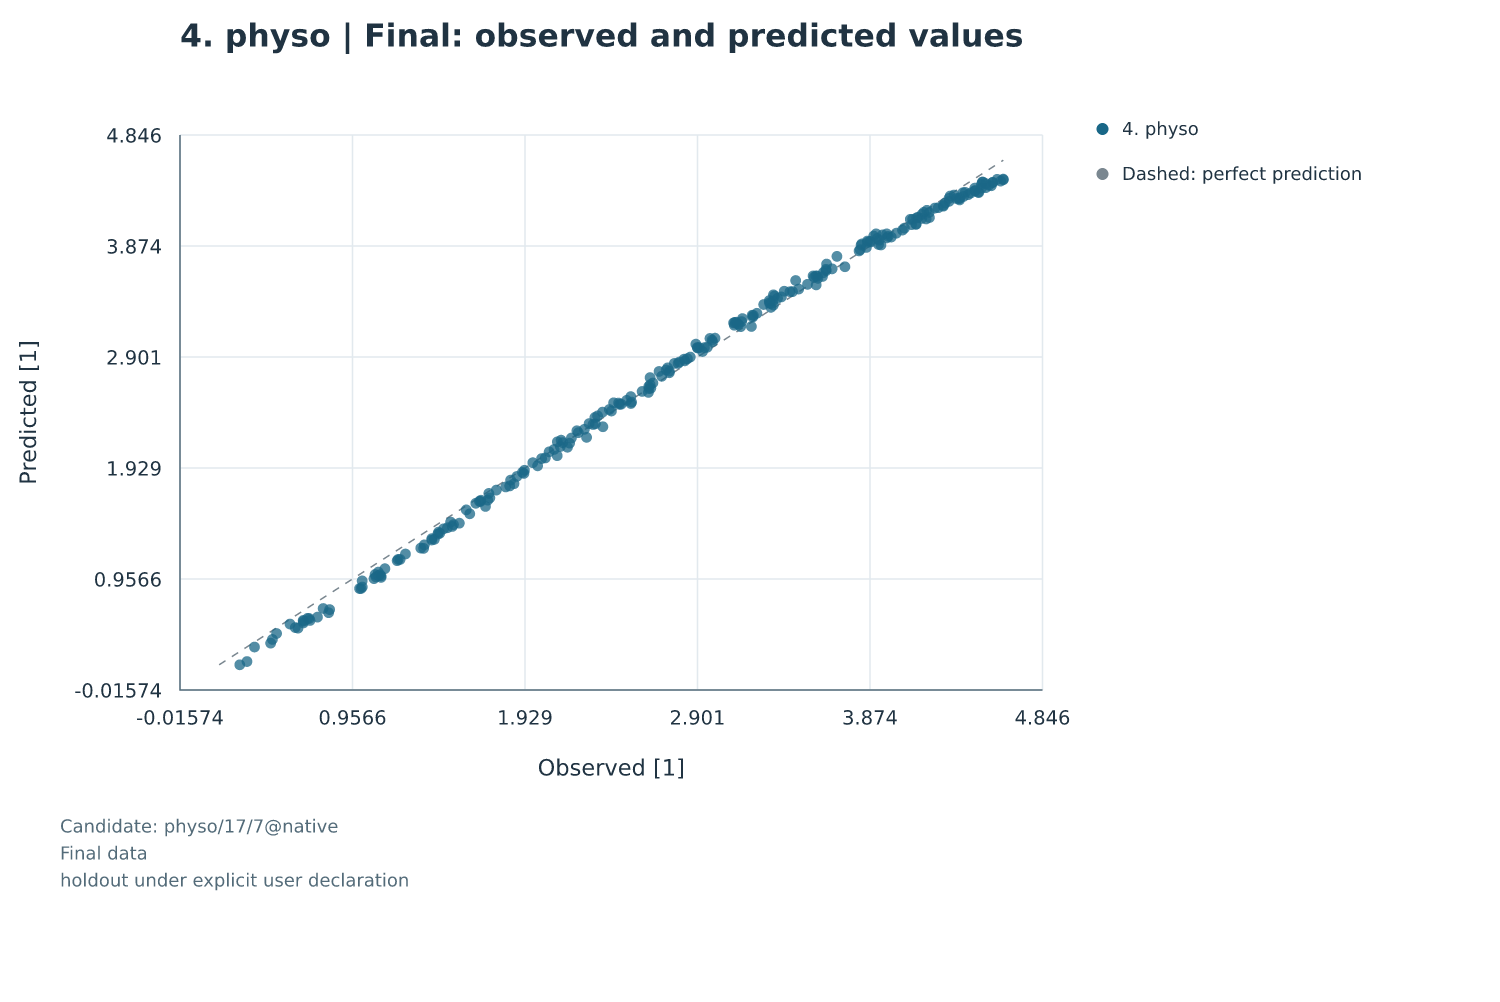 4. physo | Final: observed and predicted values
4. physo
Dashed: perfect prediction
Predicted [1]
4.846
3.874
2.901
1.929
0.9566
-0.01574
-0.01574
0.9566
1.929
2.901
3.874
4.846
Observed [1]
Candidate: physo/17/7@native
Final data
holdout under explicit user declaration